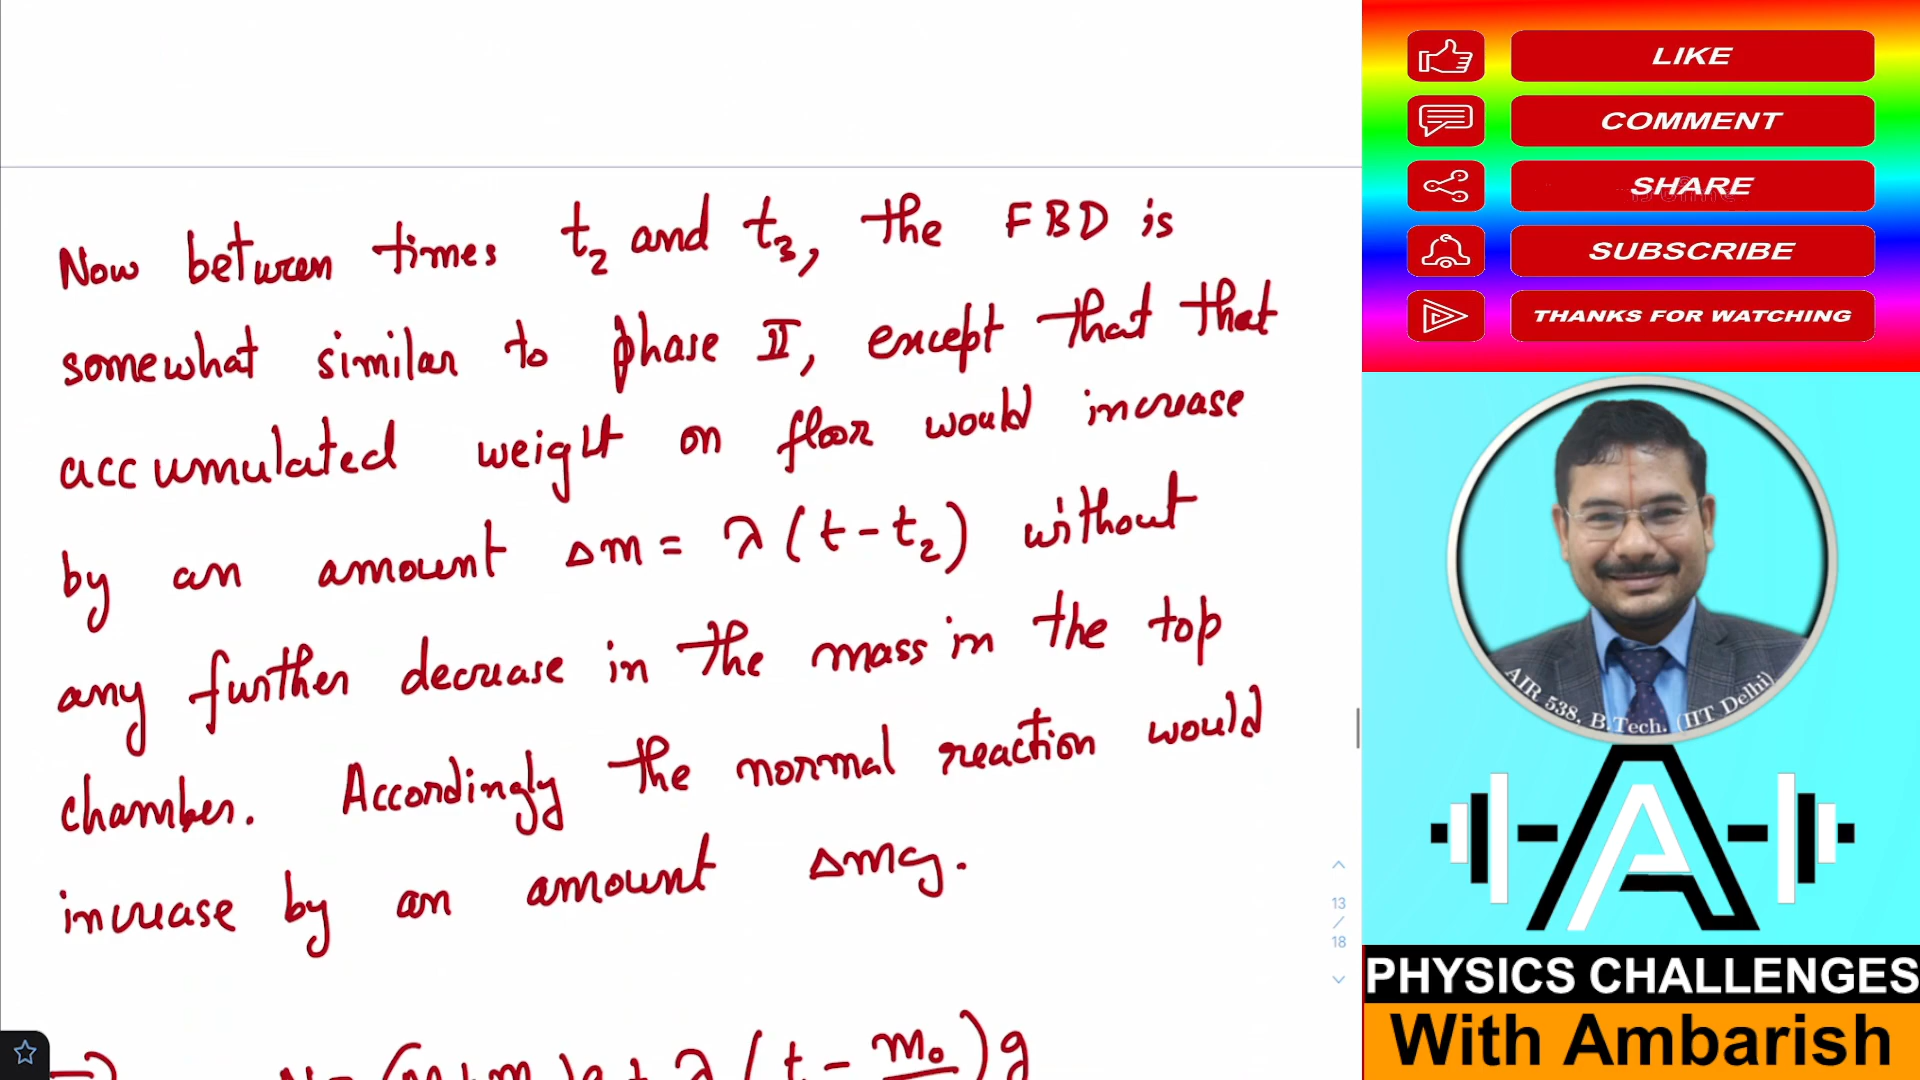 Now between times t₂ and t₃, the FBD is
somewhat similar to phase II, except that that
accumulated weight on floor would increase
by an amount Δm = λ(t-t₂) without
any further decrease in the mass in the top
chamber. Accordingly the normal reaction would
increase by an amount Δmg.
LIKE
COMMENT
SHARE
SUBSCRIBE
THANKS FOR WATCHING
AIR 538, B.Tech. (IIT Delhi)
13
/
18
PHYSICS CHALLENGES
With Ambarish